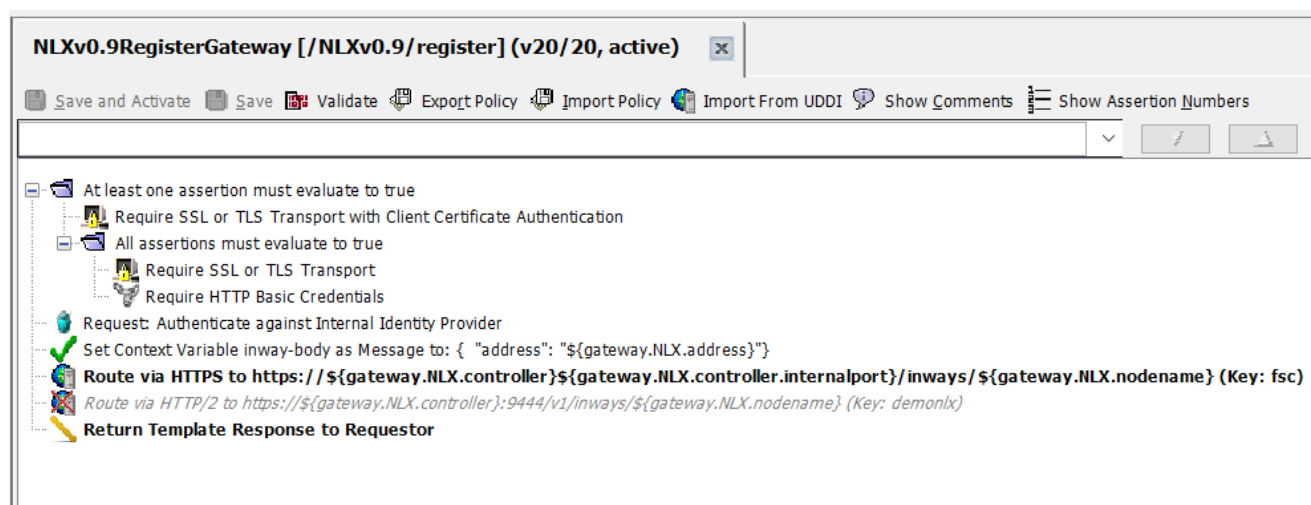 NLXv0.9RegisterGateway [/NLXv0.9/register] (v20/20, active)
Save and Activate Save Validate Export Policy Import Policy Import From UDDI Show Comments Show Assertion Numbers
At least one assertion must evaluate to true
Require SSL or TLS Transport with Client Certificate Authentication
All assertions must evaluate to true
Require SSL or TLS Transport
Require HTTP Basic Credentials
Request: Authenticate against Internal Identity Provider
Set Context Variable inway-body as Message to: { "address": "${gateway.NLX.address}"}
Route via HTTPS to https://${gateway.NLX.controller}${gateway.NLX.controller.internalport}/inways/${gateway.NLX.nodename} (Key: fsc)
Route via HTTP/2 to https://${gateway.NLX.controller}:9444/v1/inways/${gateway.NLX.nodename} (Key: demonlx)
Return Template Response to Requestor